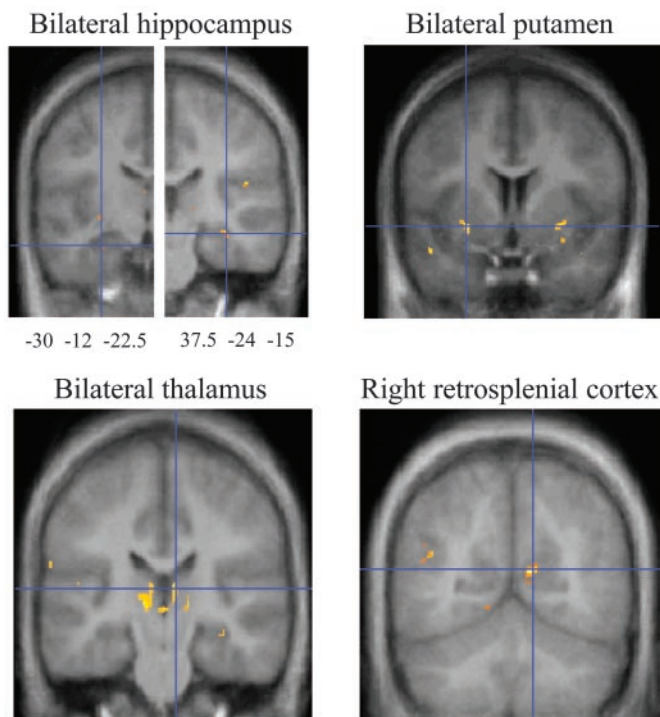 Bilateral hippocampus
Bilateral putamen
-30 -12 -22.5
37.5 -24 -15
Bilateral thalamus
Right retrosplenial cortex